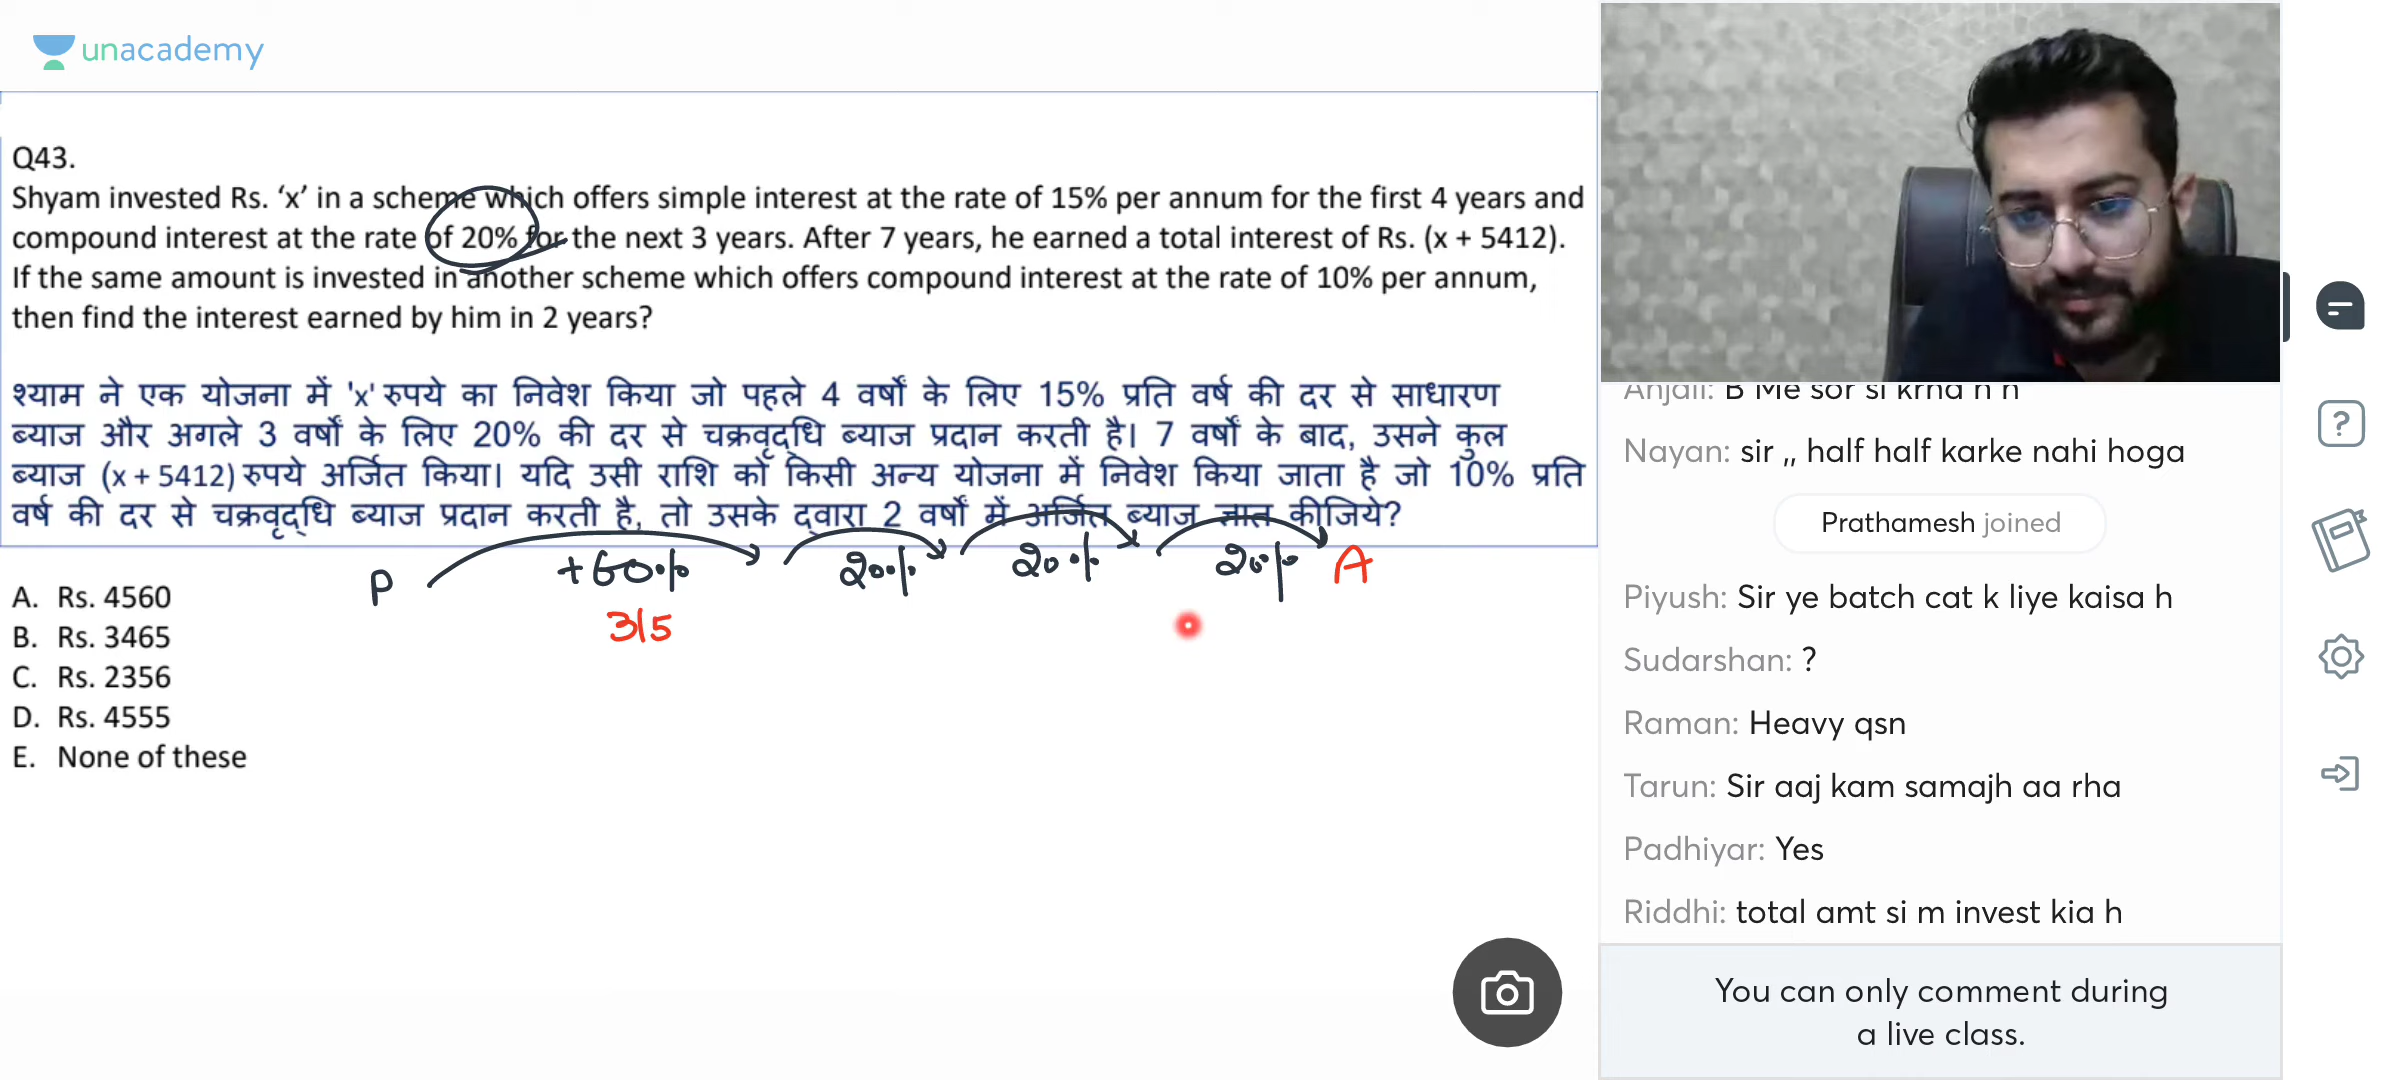 unacademy
Q43.
Shyam invested Rs. ‘x’ in a scheme which offers simple interest at the rate of 15% per annum for the first 4 years and
compound interest at the rate of 20% for the next 3 years. After 7 years, he earned a total interest of Rs. (x + 5412).
If the same amount is invested in another scheme which offers compound interest at the rate of 10% per annum,
then find the interest earned by him in 2 years?
श्याम ने एक योजना में 'x' रुपये का निवेश किया जो पहले 4 वर्षों के लिए 15% प्रति वर्ष की दर से साधारण
ब्याज और अगले 3 वर्षों के लिए 20% की दर से चक्रवृद्धि ब्याज प्रदान करती है। 7 वर्षों के बाद, उसने कुल
ब्याज (x + 5412) रुपये अर्जित किया। यदि उसी राशि को किसी अन्य योजना में निवेश किया जाता है जो 10% प्रति
वर्ष की दर से चक्रवृद्धि ब्याज प्रदान करती है, तो उसके द्वारा 2 वर्षों में अर्जित ब्याज ज्ञात कीजिये?
P +60% 20% 20% 20% A
3/5
A. Rs. 4560
B. Rs. 3465
C. Rs. 2356
D. Rs. 4555
E. None of these
Anjali: B Me sor si krna h h
Nayan: sir ,, half half karke nahi hoga
Prathamesh joined
Piyush: Sir ye batch cat k liye kaisa h
Sudarshan: ?
Raman: Heavy qsn
Tarun: Sir aaj kam samajh aa rha
Padhiyar: Yes
Riddhi: total amt si m invest kia h
You can only comment during
a live class.
?